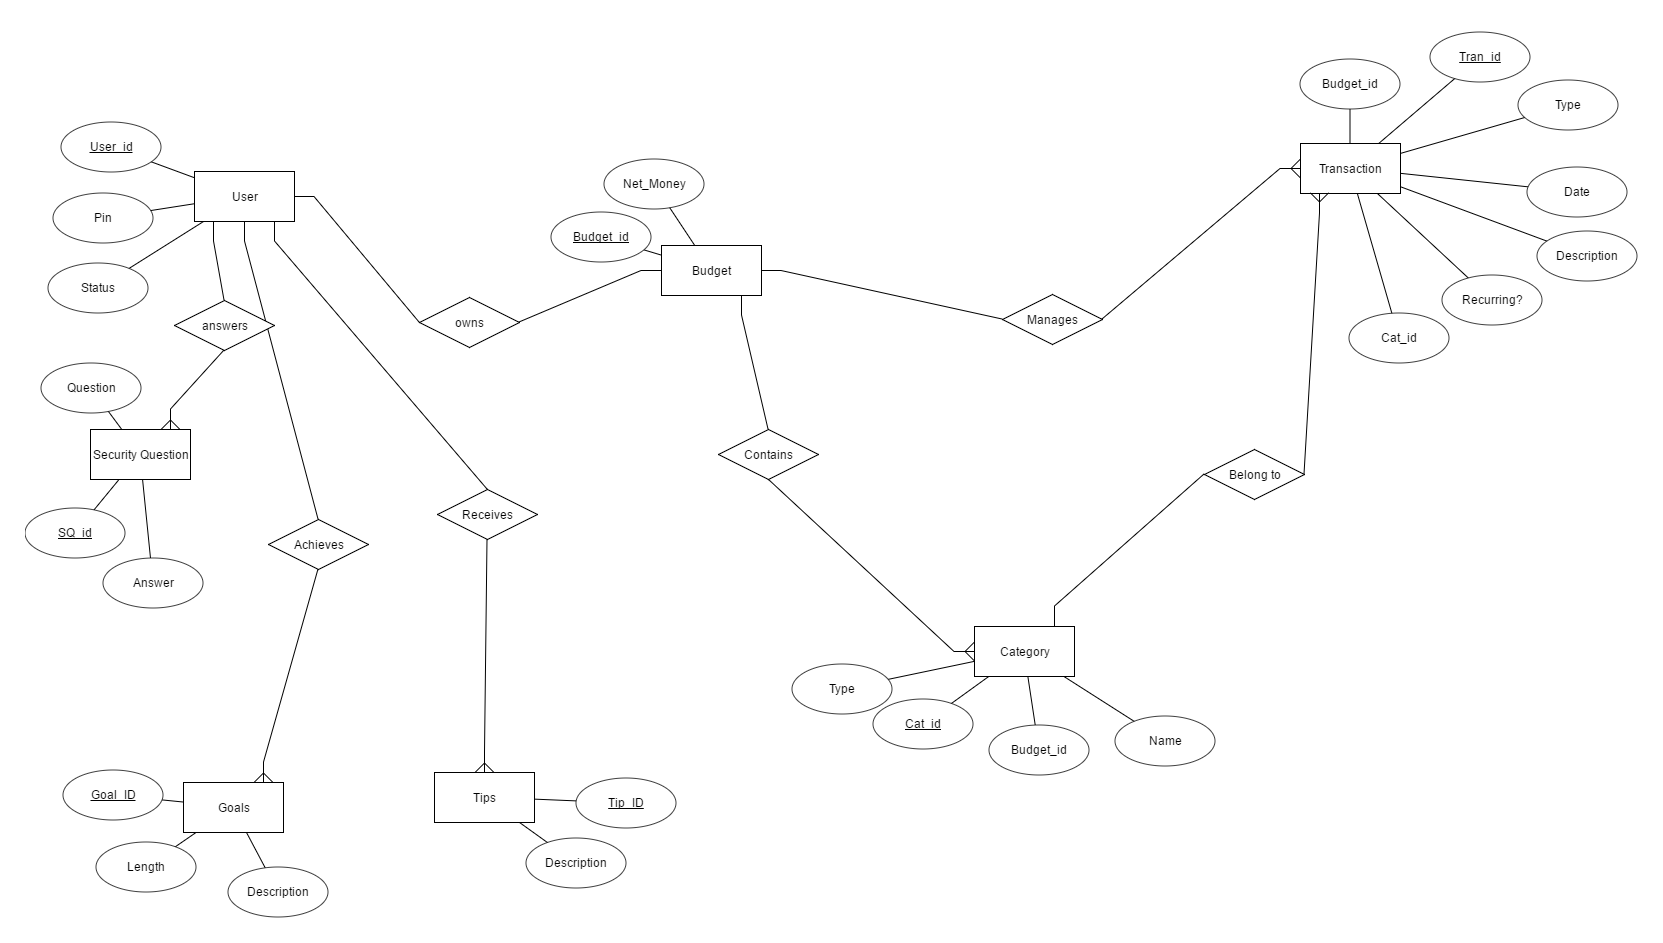 Tran_id
Budget_id
Type
User_id
Transaction
Net_Money
Date
User
Pin
Budget_id
Description
Budget
Status
Recurring?
answers
owns
Manages
Cat_id
Question
Security Question
Contains
Belong to
Receives
SQ_id
Achieves
Answer
Category
Type
Cat_id
Name
Budget_id
Goal_ID
Tips
Tip_ID
Goals
Length
Description
Description